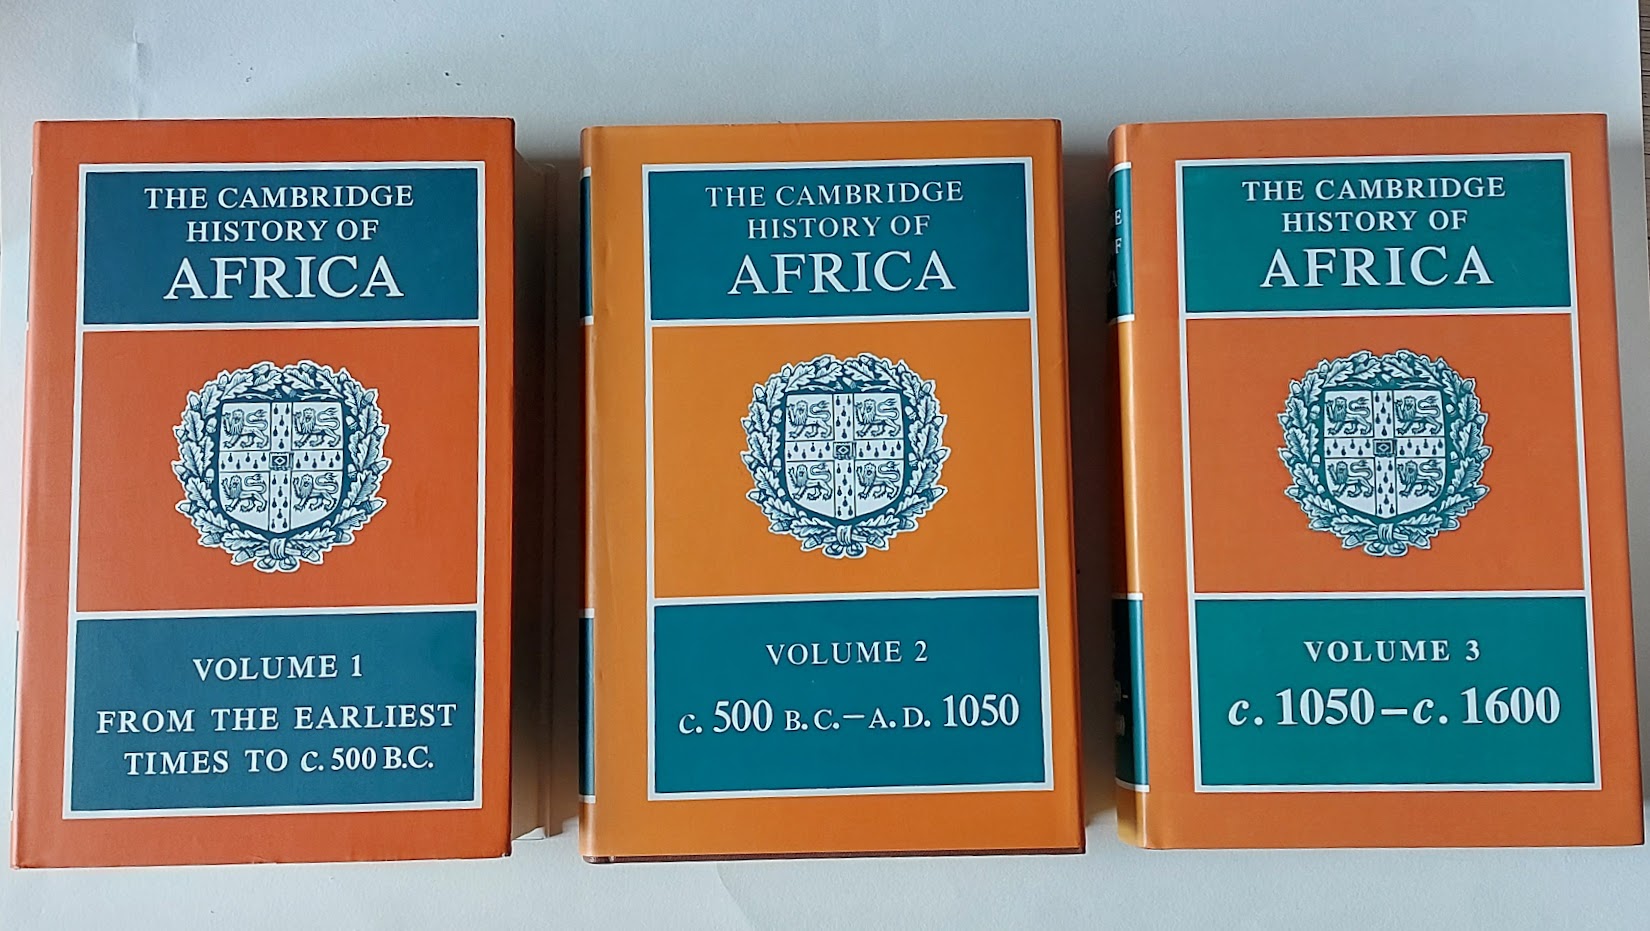 THE CAMBRIDGE
HISTORY OF
AFRICA
VOLUME 1
FROM THE EARLIEST
TIMES TO c. 500 B.C.
THE CAMBRIDGE
HISTORY OF
AFRICA
VOLUME 2
c. 500 B.C.–A.D. 1050
THE CAMBRIDGE
HISTORY OF
AFRICA
VOLUME 3
c. 1050–c. 1600